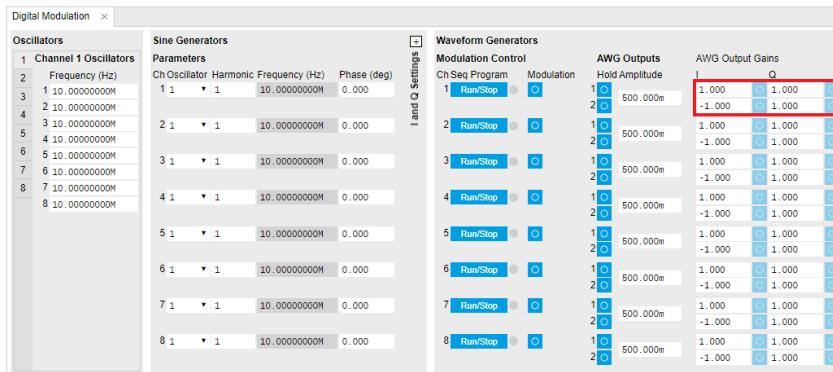 Digital Modulation ×
Oscillators Sine Generators + Waveform Generators
1 Channel 1 Oscillators Parameters Modulation Control AWG Outputs AWG Output Gains
2 Frequency (Hz) Ch Oscillator Harmonic Frequency (Hz) Phase (deg) I and Q Settings Ch Seq Program Modulation Hold Amplitude I Q
3 1 10.00000000M 1 1 ▾ 1 10.00000000M 0.000 1 Run/Stop 1 500.000m 1.000 1.000
2 10.00000000M 2 -1.000 1.000
4 3 10.00000000M 2 1 ▾ 1 10.00000000M 0.000 2 Run/Stop 1 500.000m 1.000 1.000
5 4 10.00000000M 2 -1.000 1.000
6 5 10.00000000M 3 1 ▾ 1 10.00000000M 0.000 3 Run/Stop 1 500.000m 1.000 1.000
7 6 10.00000000M 2 -1.000 1.000
8 7 10.00000000M 4 1 ▾ 1 10.00000000M 0.000 4 Run/Stop 1 500.000m 1.000 1.000
8 10.00000000M 2 -1.000 1.000
5 1 ▾ 1 10.00000000M 0.000 5 Run/Stop 1 500.000m 1.000 1.000
2 -1.000 1.000
6 1 ▾ 1 10.00000000M 0.000 6 Run/Stop 1 500.000m 1.000 1.000
2 -1.000 1.000
7 1 ▾ 1 10.00000000M 0.000 7 Run/Stop 1 500.000m 1.000 1.000
2 -1.000 1.000
8 1 ▾ 1 10.00000000M 0.000 8 Run/Stop 1 500.000m 1.000 1.000
2 -1.000 1.000